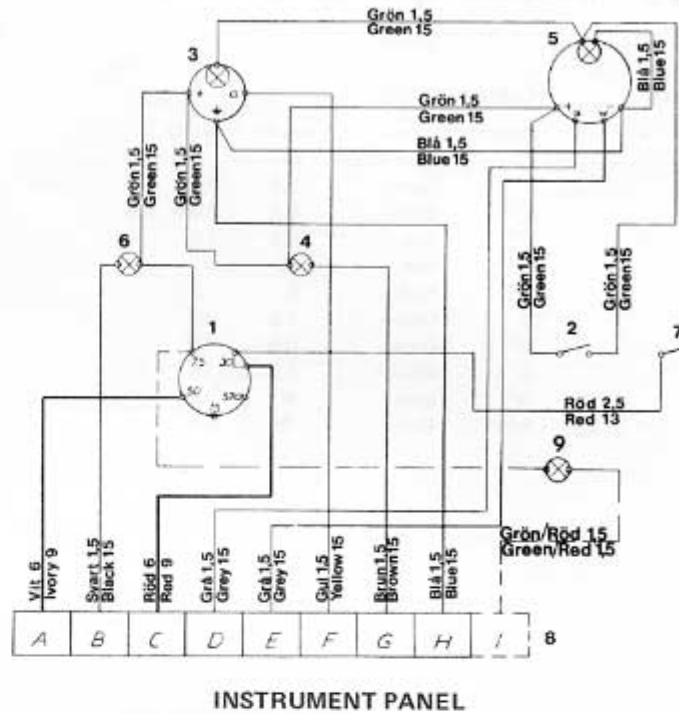 Grön 1,5
Green 15
3
5
Blå 1,5
Blue 15
+
G
Grön 1,5
Green 15
+
-
Blå 1,5
Blue 15
Grön 1,5
Green 15
Grön 1,5
Green 15
6
4
Grön 1,5
Green 15
Grön 1,5
Green 15
1
2
7
75
30
50
Röd 2,5
Red 13
9
Grön/Röd 1,5
Green/Red 1,5
Vit 6
Ivory 9
Svart 1,5
Black 15
Röd 6
Red 9
Grå 1,5
Grey 15
Grå 1,5
Grey 15
Gul 1,5
Yellow 15
Brun 1,5
Brown 15
Blå 1,5
Blue 15
A B C D E F G H I 8
INSTRUMENT PANEL